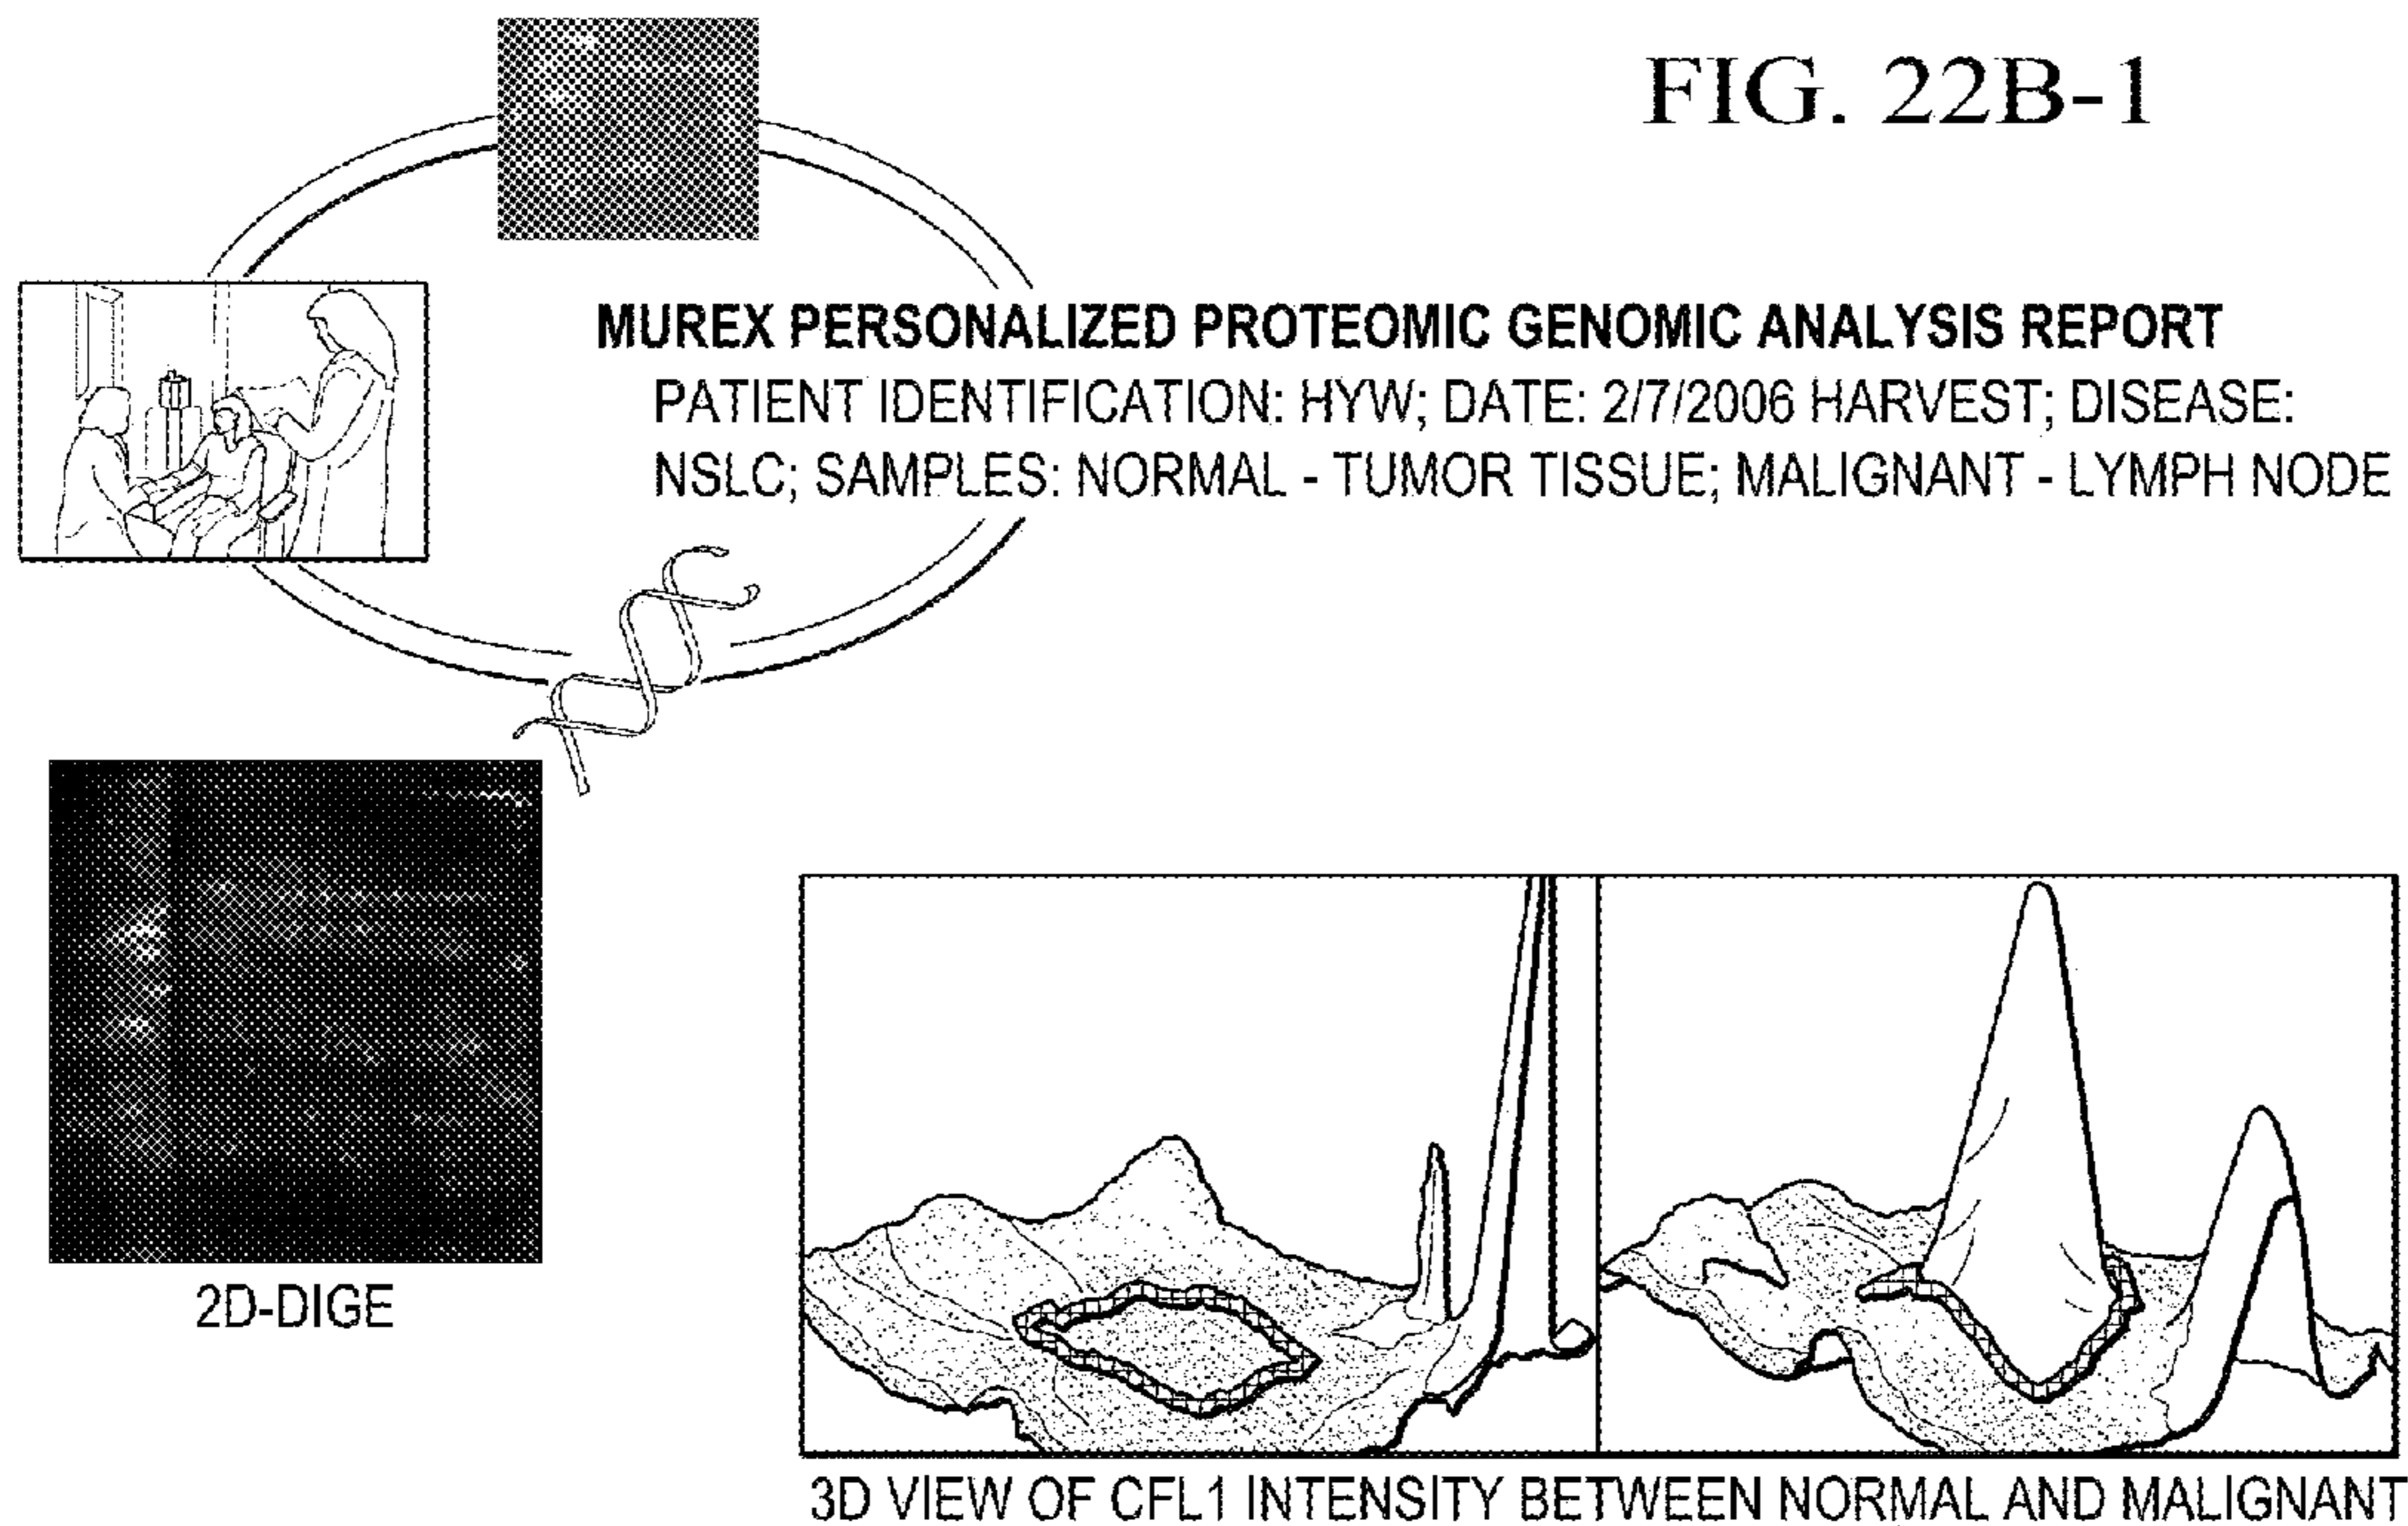 FIG. 22B-1
MUREX PERSONALIZED PROTEOMIC GENOMIC ANALYSIS REPORT
PATIENT IDENTIFICATION: HYW; DATE: 2/7/2006 HARVEST; DISEASE:
NSLC; SAMPLES: NORMAL - TUMOR TISSUE; MALIGNANT - LYMPH NODE
2D-DIGE
3D VIEW OF CFL1 INTENSITY BETWEEN NORMAL AND MALIGNANT